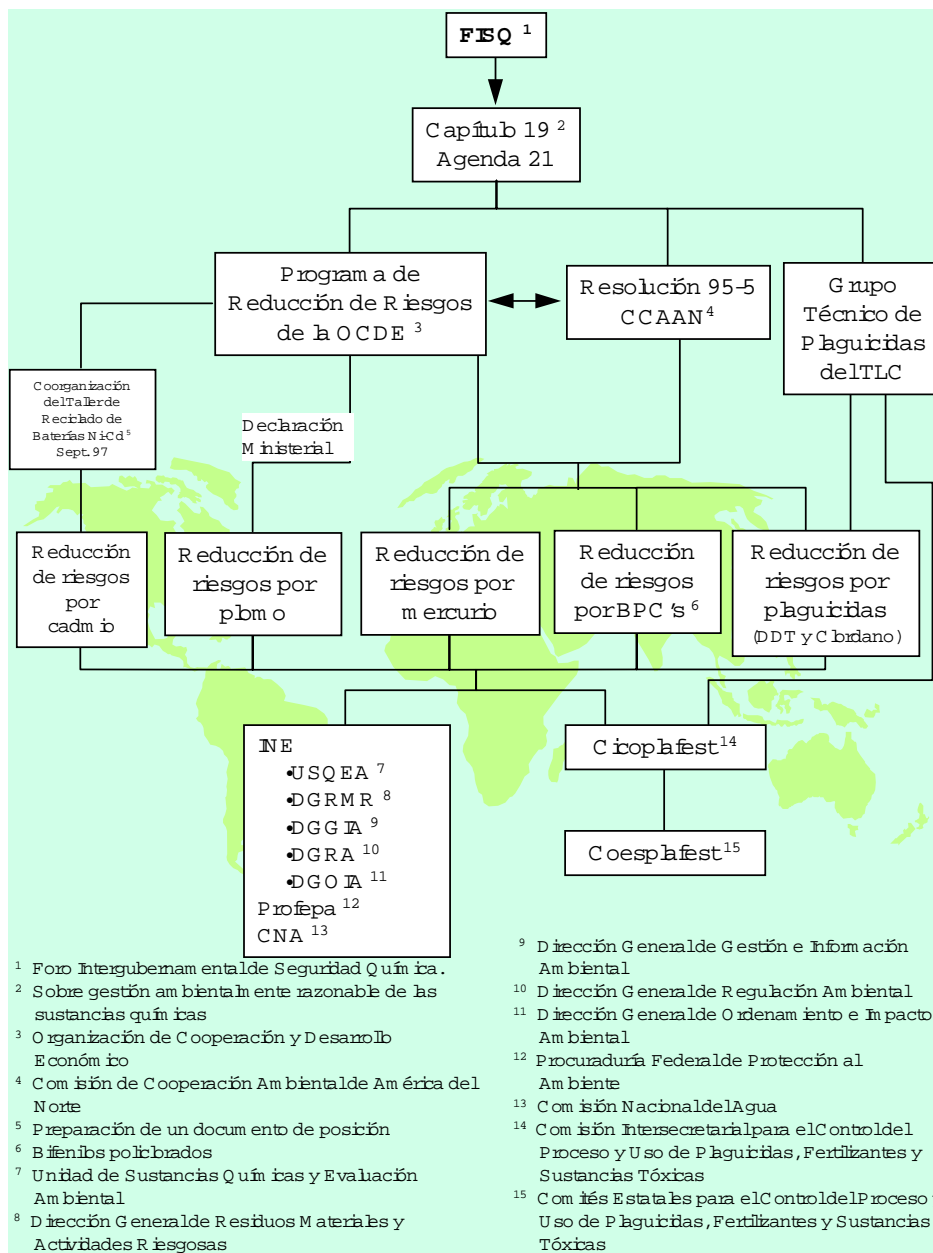 FISQ 1
Capítulo 19 2
Agenda 21
Programa de
Reducción de Riesgos
de la OCDE 3
Resolución 95-5
CCAAN 4
Grupo
Técnico de
Plaguicidas
del TLC
Coorganización
del Taller de
Reciclado de
Baterías Ni-Cd 5
Sept. 97
Declaración
Ministerial
Reducción
de riesgos
por
cadmio
Reducción de
riesgos por
plomo
Reducción de
riesgos por
mercurio
Reducción
de riesgos
por BPC's 6
Reducción de
riesgos por
plaguicidas
(DDT y Clordano)
INE
•USQEA 7
•DGRMR 8
•DGGIA 9
•DGRA 10
•DGOIA 11
Profepa 12
CNA 13
Cicoplafest 14
Coesplafest 15
1 Foro Intergubernamental de Seguridad Química.
2 Sobre gestión ambientalmente razonable de las
sustancias químicas
3 Organización de Cooperación y Desarrollo
Económico
4 Comisión de Cooperación Ambiental de América del
Norte
5 Preparación de un documento de posición
6 Bifenilos policlorados
7 Unidad de Sustancias Químicas y Evaluación
Ambiental
8 Dirección General de Residuos Materiales y
Actividades Riesgosas
9 Dirección General de Gestión e Información
Ambiental
10 Dirección General de Regulación Ambiental
11 Dirección General de Ordenamiento e Impacto
Ambiental
12 Procuraduría Federal de Protección al
Ambiente
13 Comisión Nacional del Agua
14 Comisión Intersecretarial para el Control del
Proceso y Uso de Plaguicidas, Fertilizantes y
Sustancias Tóxicas
15 Comités Estatales para el Control del Proceso
Uso de Plaguicidas, Fertilizantes y Sustancias
Tóxicas